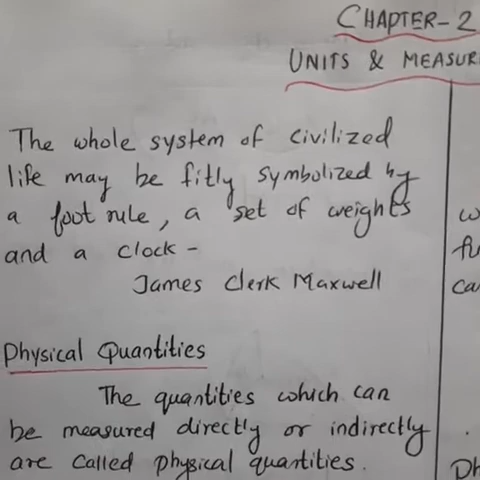 CHAPTER-2
UNITS & MEASUR
The whole system of civilized
life may be fitly symbolized by
a foot rule, a set of weights
and a clock -
James Clerk Maxwell
Physical Quantities
The quantities which can
be measured directly or indirectly
are called physical quantities.